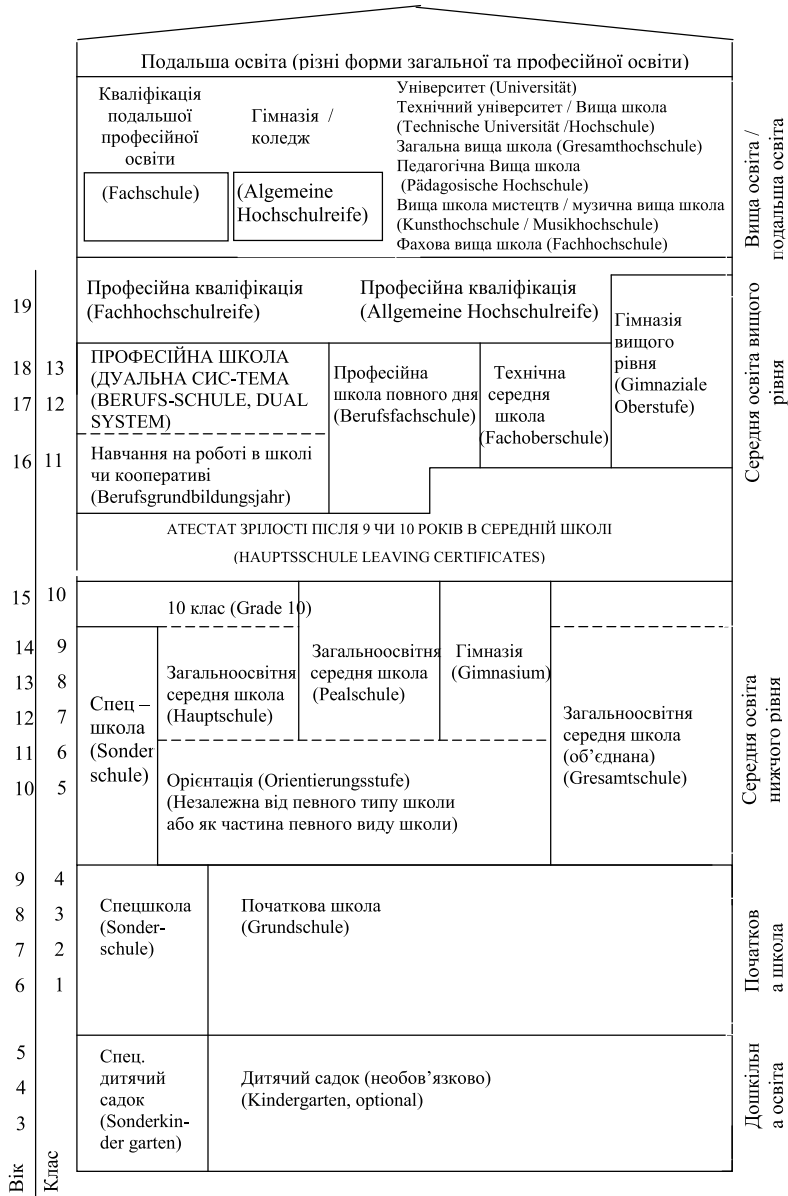 Подальша освіта (різні форми загальної та професійної освіти)
Кваліфікація
подальшої
професійної
освіти
(Fachschule)
Гімназія /
коледж
(Algemeine
Hochschulreife)
Університет (Universität)
Технічний університет / Вища школа
(Technische Universität /Hochschule)
Загальна вища школа (Gresamthochschule)
Педагогічна Вища школа
(Pädagosische Hochschule)
Вища школа мистецтв / музична вища школа
(Kunsthochschule / Musikhochschule)
Фахова вища школа (Fachhochschule)
Вища освіта /
подальша освіта
19
Професійна кваліфікація
(Fachhochschulreife)
Професійна кваліфікація
(Allgemeine Hochschulreife)
Гімназія
вищого
рівня
(Gimnaziale
Oberstufe)
18 13
17 12
16 11
ПРОФЕСІЙНА ШКОЛА
(ДУАЛЬНА СИС-ТЕМА
(BERUFS-SCHULE, DUAL
SYSTEM)
Навчання на роботі в школі
чи кооперативі
(Berufsgrundbildungsjahr)
Професійна
школа повного дня
(Berufsfachschule)
Технічна
середня
школа
(Fachoberschule)
Середня освіта вищого
рівня
АТЕСТАТ ЗРІЛОСТІ ПІСЛЯ 9 ЧИ 10 РОКІВ В СЕРЕДНІЙ ШКОЛІ
(HAUPTSSCHULE LEAVING CERTIFICATES)
15 10
14 9
13 8
12 7
11 6
10 5
10 клас (Grade 10)
Спец –
школа
(Sonder
schule)
Загальноосвітня
середня школа
(Hauptschule)
Загальноосвітня
середня школа
(Pealschule)
Гімназія
(Gimnasium)
Загальноосвітня
середня школа
(об’єднана)
(Gresamtschule)
Орієнтація (Orientierungsstufe)
(Незалежна від певного типу школи
або як частина певного виду школи)
Середня освіта
нижчого рівня
9 4
8 3
7 2
6 1
Спецшкола
(Sonder-
schule)
Початкова школа
(Grundschule)
Початков
а школа
5
4
3
Спец.
дитячий
садок
(Sonderkin-
der garten)
Дитячий садок (необов’язково)
(Kindergarten, optional)
Дошкільн
а освіта
Вік
Клас